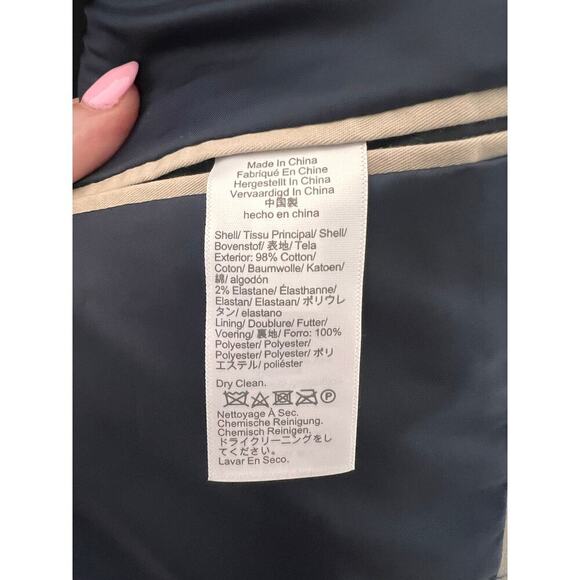 Made In China
Fabriqué En Chine
Hergestellt In China
Vervaardigd In China
中国製
hecho en china
Shell/ Tissu Principal/ Shell/
Bovenstof/ 表地/ Tela
Exterior: 98% Cotton/
Coton/ Baumwolle/ Katoen/
綿/ algodón
2% Elastane/ Élasthanne/
Elastan/ Elastaan/ ポリウレ
タン/ elastano
Lining/ Doublure/ Futter/
Voering/ 裏地/ Forro: 100%
Polyester/ Polyester/
Polyester/ Polyester/ ポリ
エステル/ poliéster
Dry Clean.
P
Nettoyage À Sec.
Chemische Reinigung.
Chemisch Reinigen.
ドライクリーニングをし
てください。
Lavar En Seco.